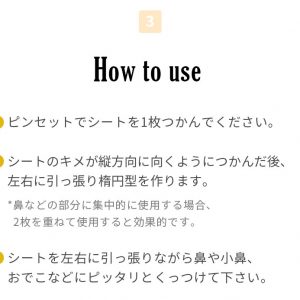 3
How to use
ピンセットでシートを1枚つかんでください。
シートのキメが縦方向に向くようにつかんだ後、
左右に引っ張り楕円型を作ります。
*鼻などの部分に集中的に使用する場合、
2枚を重ねて使用すると効果的です。
シートを左右に引っ張りながら鼻や小鼻、
おでこなどにピッタリとくっつけて下さい。